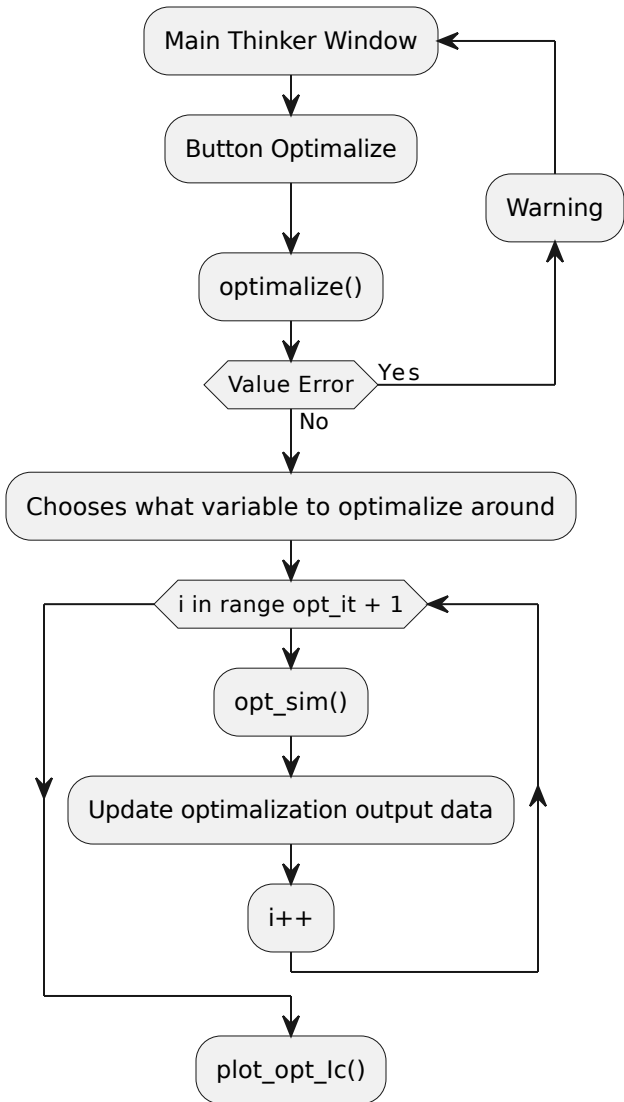 Main Thinker Window
Button Optimalize
Warning
optimalize()
Value Error
Yes
No
Chooses what variable to optimalize around
i in range opt_it + 1
opt_sim()
Update optimalization output data
i++
plot_opt_Ic()